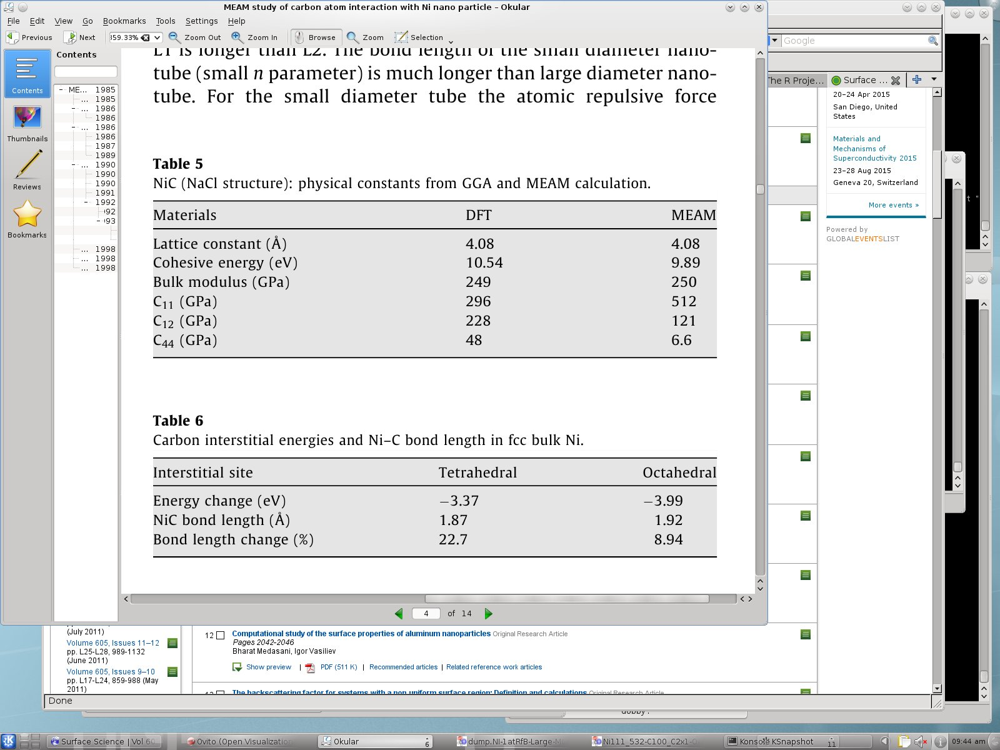 MEAM study of carbon atom interaction with Ni nano particle – Okular
File Edit View Go Bookmarks Tools Settings Help
Previous Next 359.33% Zoom Out Zoom In Browse Zoom Selection
Contents
Contents
Thumbnails
Reviews
Bookmarks
ME... 1985
... 1985
... 1986
1986
... 1986
1986
1987
1989
... 1990
1990
1990
1991
1992
92
93
... 1998
... 1998
... 1998
L1 is longer than L2. The bond length of the small diameter nano-
tube (small n parameter) is much longer than large diameter nano-
tube. For the small diameter tube the atomic repulsive force
Table 5
NiC (NaCl structure): physical constants from GGA and MEAM calculation.
Materials DFT MEAM
Lattice constant (Å) 4.08 4.08
Cohesive energy (eV) 10.54 9.89
Bulk modulus (GPa) 249 250
C11 (GPa) 296 512
C12 (GPa) 228 121
C44 (GPa) 48 6.6
Table 6
Carbon interstitial energies and Ni–C bond length in fcc bulk Ni.
Interstitial site Tetrahedral Octahedral
Energy change (eV) −3.37 −3.99
NiC bond length (Å) 1.87 1.92
Bond length change (%) 22.7 8.94
4 of 14
Google
The R Proje... Surface ...
20–24 Apr 2015
San Diego, United
States
Materials and
Mechanisms of
Superconductivity 2015
23–28 Aug 2015
Geneva 20, Switzerland
More events »
Powered by
GLOBALEVENTSLIST
t "
(July 2011)
Volume 605, Issues 11–12
pp. L25-L28, 989-1132
(June 2011)
Volume 605, Issues 9–10
pp. L17-L24, 859-988 (May
2011)
12 Computational study of the surface properties of aluminum nanoparticles Original Research Article
Pages 2042-2046
Bharat Medasani, Igor Vasiliev
Show preview | PDF (511 K) | Recommended articles | Related reference work articles
The backscattering factor for systems with a non-uniform surface region: Definition and calculations Original Research Article
Done
dobby:
Surface Science | Vol 60 Ovito (Open Visualization Okular 6 dump.NI-1atRfB-Large-M Ni111_532-C100_C2x1-O Konsole KSnapshot 11 09:44 am